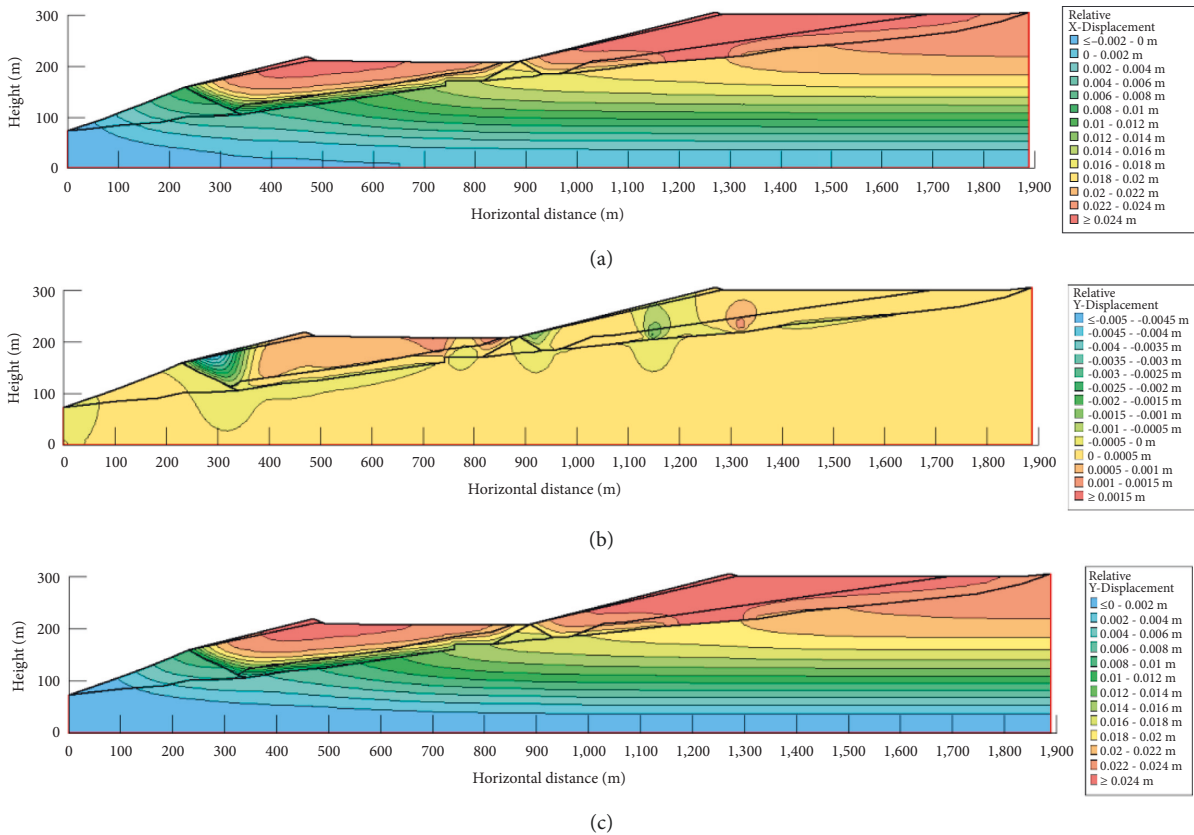 Height (m)
300
200
100
0
0 100 200 300 400 500 600 700 800 900 1,000 1,100 1,200 1,300 1,400 1,500 1,600 1,700 1,800 1,900
Horizontal distance (m)
Relative
X-Displacement
≤–0.002 - 0 m
0 - 0.002 m
0.002 - 0.004 m
0.004 - 0.006 m
0.006 - 0.008 m
0.008 - 0.01 m
0.01 - 0.012 m
0.012 - 0.014 m
0.014 - 0.016 m
0.016 - 0.018 m
0.018 - 0.02 m
0.02 - 0.022 m
0.022 - 0.024 m
≥ 0.024 m
(a)
Height (m)
300
200
100
0
0 100 200 300 400 500 600 700 800 900 1,000 1,100 1,200 1,300 1,400 1,500 1,600 1,700 1,800 1,900
Horizontal distance (m)
Relative
Y-Displacement
≤-0.005 - -0.0045 m
-0.0045 - -0.004 m
-0.004 - -0.0035 m
-0.0035 - -0.003 m
-0.003 - -0.0025 m
-0.0025 - -0.002 m
-0.002 - -0.0015 m
-0.0015 - -0.001 m
-0.001 - -0.0005 m
-0.0005 - 0 m
0 - 0.0005 m
0.0005 - 0.001 m
0.001 - 0.0015 m
≥ 0.0015 m
(b)
Height (m)
300
200
100
0
0 100 200 300 400 500 600 700 800 900 1,000 1,100 1,200 1,300 1,400 1,500 1,600 1,700 1,800 1,900
Horizontal distance (m)
Relative
Y-Displacement
≤0 - 0.002 m
0.002 - 0.004 m
0.004 - 0.006 m
0.006 - 0.008 m
0.008 - 0.01 m
0.01 - 0.012 m
0.012 - 0.014 m
0.014 - 0.016 m
0.016 - 0.018 m
0.018 - 0.02 m
0.02 - 0.022 m
0.022 - 0.024 m
≥ 0.024 m
(c)